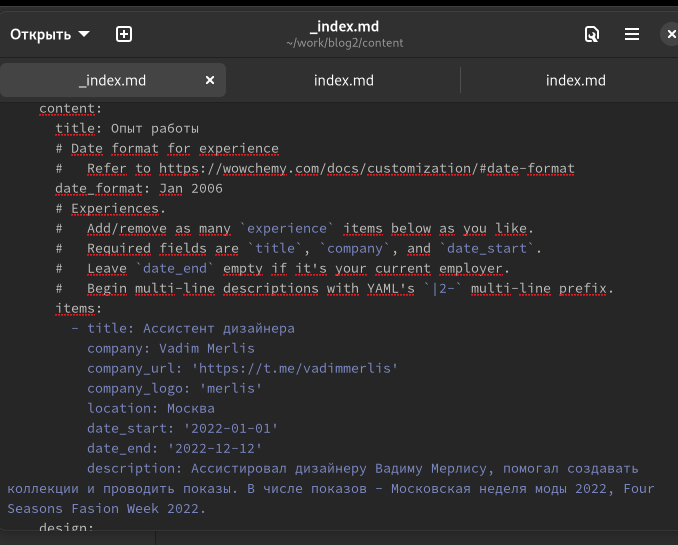 Открыть
_index.md
~/work/blog2/content
_index.md
index.md
index.md
content:
title: Опыт работы
# Date format for experience
#   Refer to https://wowchemy.com/docs/customization/#date-format
date_format: Jan 2006
# Experiences.
#   Add/remove as many `experience` items below as you like.
#   Required fields are `title`, `company`, and `date_start`.
#   Leave `date_end` empty if it's your current employer.
#   Begin multi-line descriptions with YAML's `|2-` multi-line prefix.
items:
- title: Ассистент дизайнера
company: Vadim Merlis
company_url: 'https://t.me/vadimmerlis'
company_logo: 'merlis'
location: Москва
date_start: '2022-01-01'
date_end: '2022-12-12'
description: Ассистировал дизайнеру Вадиму Мерлису, помогал создавать
коллекции и проводить показы. В числе показов - Московская неделя моды 2022, Four
Seasons Fasion Week 2022.
design: